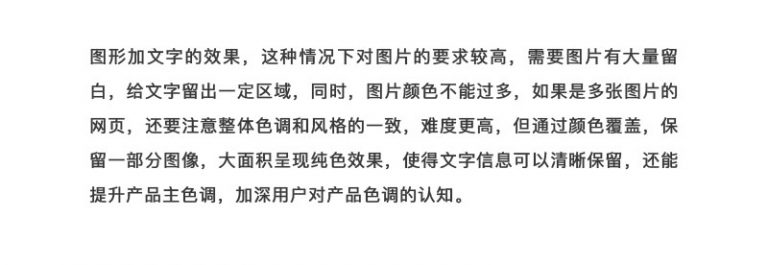 图形加文字的效果，这种情况下对图片的要求较高，需要图片有大量留
白，给文字留出一定区域，同时，图片颜色不能过多，如果是多张图片的
网页，还要注意整体色调和风格的一致，难度更高，但通过颜色覆盖，保
留一部分图像，大面积呈现纯色效果，使得文字信息可以清晰保留，还能
提升产品主色调，加深用户对产品色调的认知。